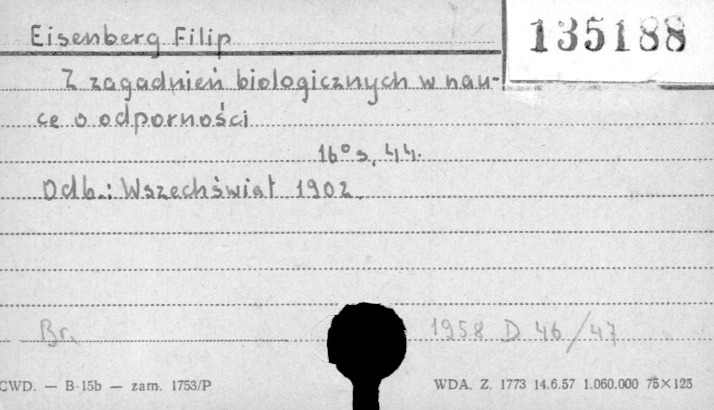 135188
Eisenberg Filip
Z zagadnień biologicznych w nau-
ce o odporności
16° s, 44.
Odb.: Wszechświat 1902.
Br. 1958 D 46/47
CWD. — B-15b — zam. 1753/P WDA. Z. 1773 14.6.57 1.060.000 75×125